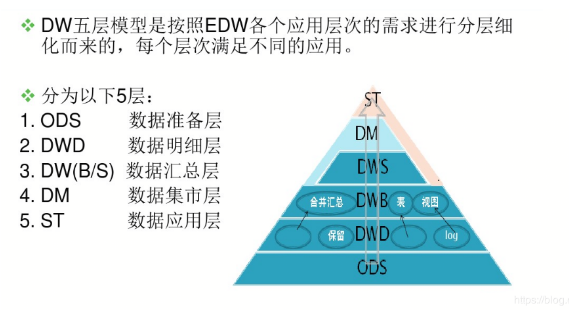 DW五层模型是按照EDW各个应用层次的需求进行分层细
化而来的，每个层次满足不同的应用。
分为以下5层：
1. ODS 数据准备层
2. DWD 数据明细层
3. DW(B/S) 数据汇总层
4. DM 数据集市层
5. ST 数据应用层
ST
DM
DWS
合并汇总 DWB 聚 视图
保留 DWD log
ODS